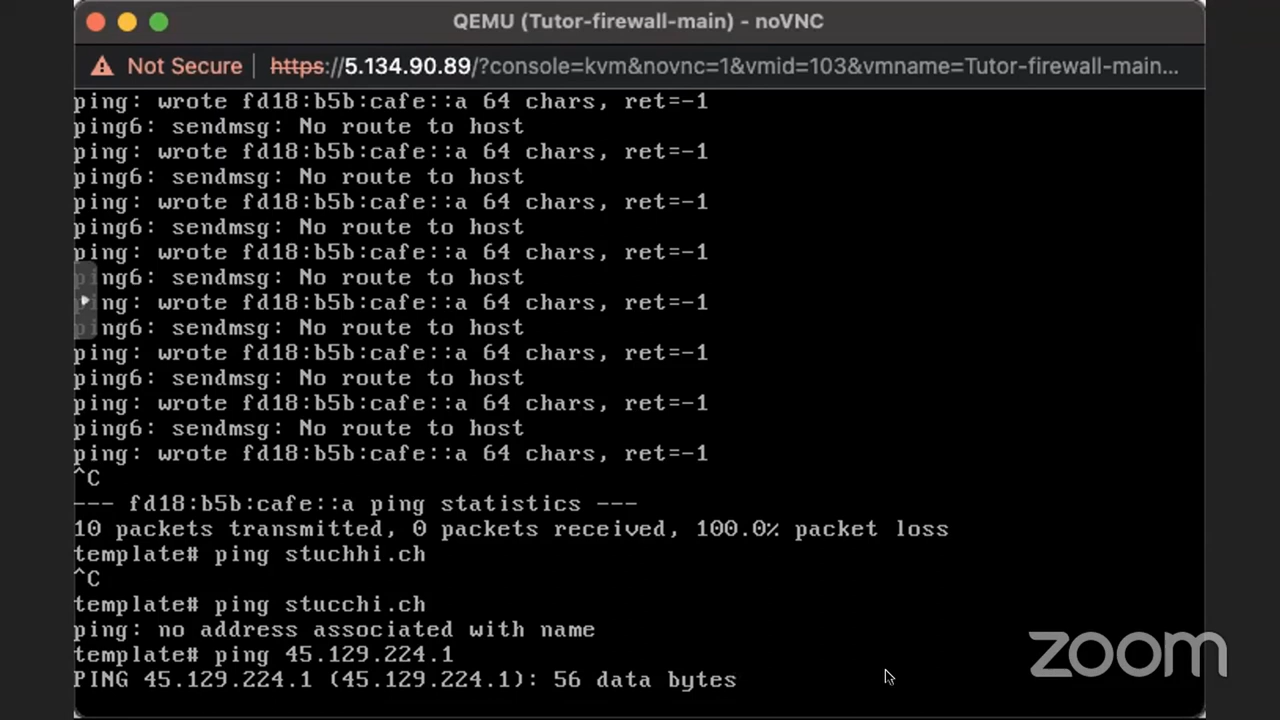 QEMU (Tutor-firewall-main) - noVNC
Not Secure | https://5.134.90.89/?console=kvm&novnc=1&vmid=103&vmname=Tutor-firewall-main...
ping: wrote fd18:b5b:cafe::a 64 chars, ret=-1
ping6: sendmsg: No route to host
ping: wrote fd18:b5b:cafe::a 64 chars, ret=-1
ping6: sendmsg: No route to host
ping: wrote fd18:b5b:cafe::a 64 chars, ret=-1
ping6: sendmsg: No route to host
ping: wrote fd18:b5b:cafe::a 64 chars, ret=-1
ping6: sendmsg: No route to host
ping: wrote fd18:b5b:cafe::a 64 chars, ret=-1
ping6: sendmsg: No route to host
ping: wrote fd18:b5b:cafe::a 64 chars, ret=-1
ping6: sendmsg: No route to host
ping: wrote fd18:b5b:cafe::a 64 chars, ret=-1
ping6: sendmsg: No route to host
ping: wrote fd18:b5b:cafe::a 64 chars, ret=-1
^C
--- fd18:b5b:cafe::a ping statistics ---
10 packets transmitted, 0 packets received, 100.0% packet loss
template# ping stuchhi.ch
^C
template# ping stucchi.ch
ping: no address associated with name
template# ping 45.129.224.1
PING 45.129.224.1 (45.129.224.1): 56 data bytes
zoom